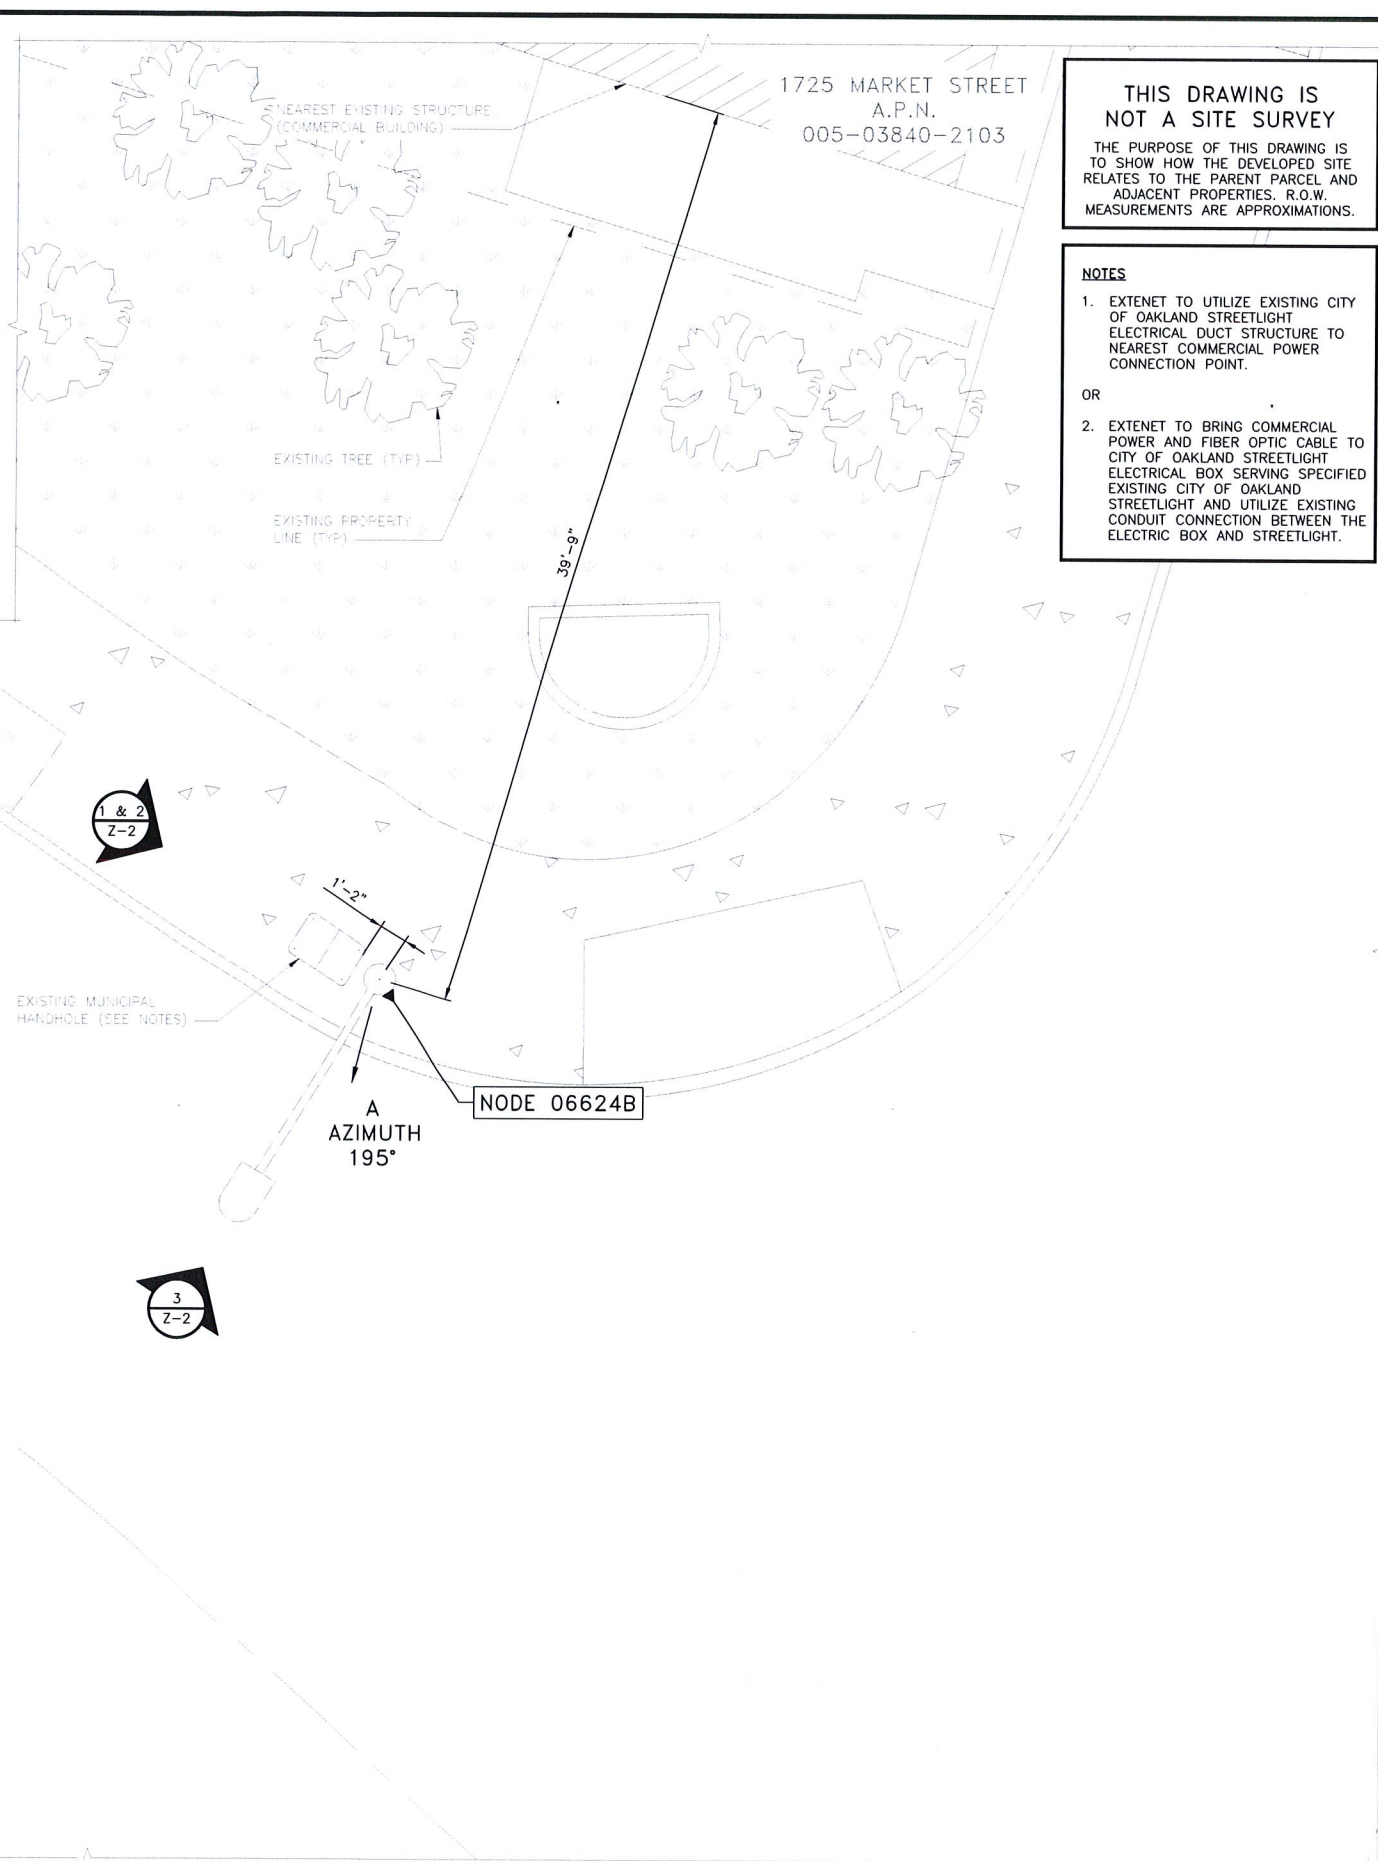 NEAREST EXISTING STRUCTURE
(COMMERCIAL BUILDING)
1725 MARKET STREET
A.P.N.
005-03840-2103
THIS DRAWING IS
NOT A SITE SURVEY
THE PURPOSE OF THIS DRAWING IS
TO SHOW HOW THE DEVELOPED SITE
RELATES TO THE PARENT PARCEL AND
ADJACENT PROPERTIES. R.O.W.
MEASUREMENTS ARE APPROXIMATIONS.
NOTES
1. EXTENET TO UTILIZE EXISTING CITY
OF OAKLAND STREETLIGHT
ELECTRICAL DUCT STRUCTURE TO
NEAREST COMMERCIAL POWER
CONNECTION POINT.
OR
2. EXTENET TO BRING COMMERCIAL
POWER AND FIBER OPTIC CABLE TO
CITY OF OAKLAND STREETLIGHT
ELECTRICAL BOX SERVING SPECIFIED
EXISTING CITY OF OAKLAND
STREETLIGHT AND UTILIZE EXISTING
CONDUIT CONNECTION BETWEEN THE
ELECTRIC BOX AND STREETLIGHT.
EXISTING TREE (TYP)
EXISTING PROPERTY
LINE (TYP)
39'-9"
1 & 2
Z-2
1'-2"
EXISTING MUNICIPAL
HANDHOLE (SEE NOTES)
NODE 06624B
A
AZIMUTH
195°
3
Z-2